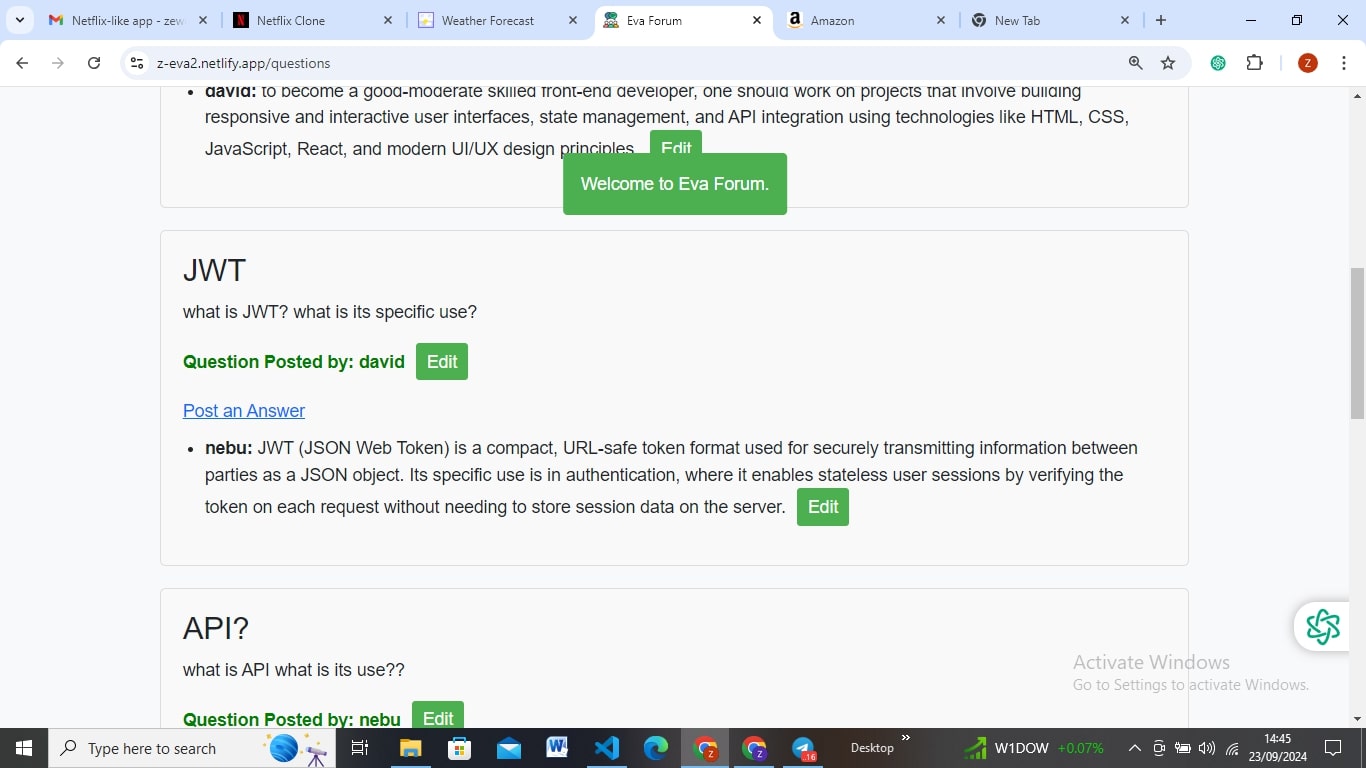 Netflix-like app - zew
Netflix Clone
Weather Forecast
Eva Forum
Amazon
New Tab
z-eva2.netlify.app/questions
Z
david: to become a good-moderate skilled front-end developer, one should work on projects that involve building
responsive and interactive user interfaces, state management, and API integration using technologies like HTML, CSS,
JavaScript, React, and modern UI/UX design principles. Edit
Welcome to Eva Forum.
JWT
what is JWT? what is its specific use?
Question Posted by: david Edit
Post an Answer
nebu: JWT (JSON Web Token) is a compact, URL-safe token format used for securely transmitting information between
parties as a JSON object. Its specific use is in authentication, where it enables stateless user sessions by verifying the
token on each request without needing to store session data on the server. Edit
API?
what is API what is its use??
Question Posted by: nebu Edit
Activate Windows
Go to Settings to activate Windows.
Type here to search
Desktop
W1DOW +0.07%
14:45
23/09/2024